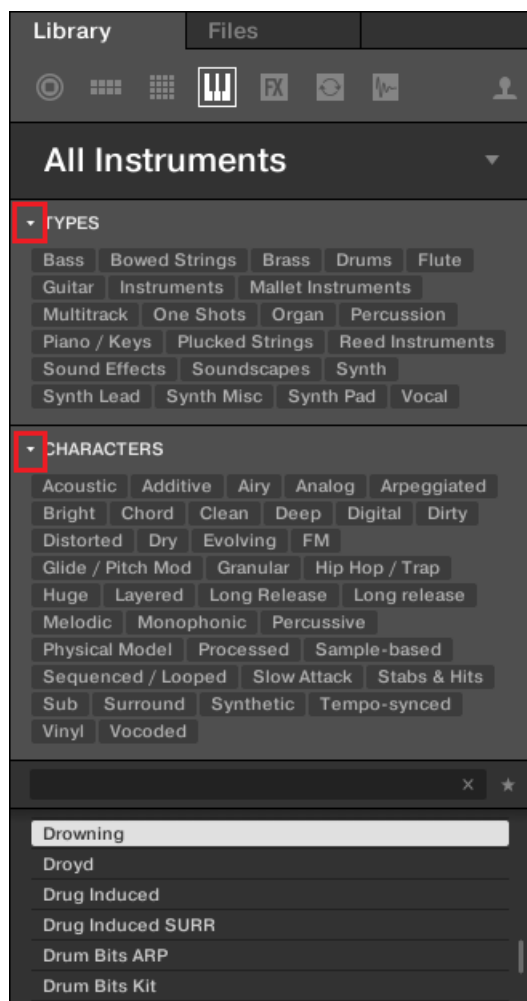 Library Files
FX
All Instruments
TYPES
Bass Bowed Strings Brass Drums Flute
Guitar Instruments Mallet Instruments
Multitrack One Shots Organ Percussion
Piano / Keys Plucked Strings Reed Instruments
Sound Effects Soundscapes Synth
Synth Lead Synth Misc Synth Pad Vocal
CHARACTERS
Acoustic Additive Airy Analog Arpeggiated
Bright Chord Clean Deep Digital Dirty
Distorted Dry Evolving FM
Glide / Pitch Mod Granular Hip Hop / Trap
Huge Layered Long Release Long release
Melodic Monophonic Percussive
Physical Model Processed Sample-based
Sequenced / Looped Slow Attack Stabs & Hits
Sub Surround Synthetic Tempo-synced
Vinyl Vocoded
Drowning
Droyd
Drug Induced
Drug Induced SURR
Drum Bits ARP
Drum Bits Kit